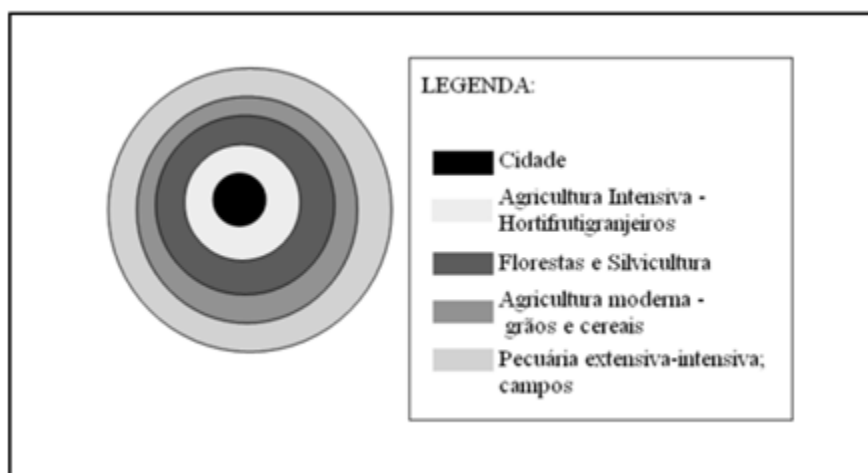 LEGENDA:
Cidade
Agricultura Intensiva -
Hortifrutigranjeiros
Florestas e Silvicultura
Agricultura moderna -
grãos e cereais
Pecuária extensiva-intensiva;
campos